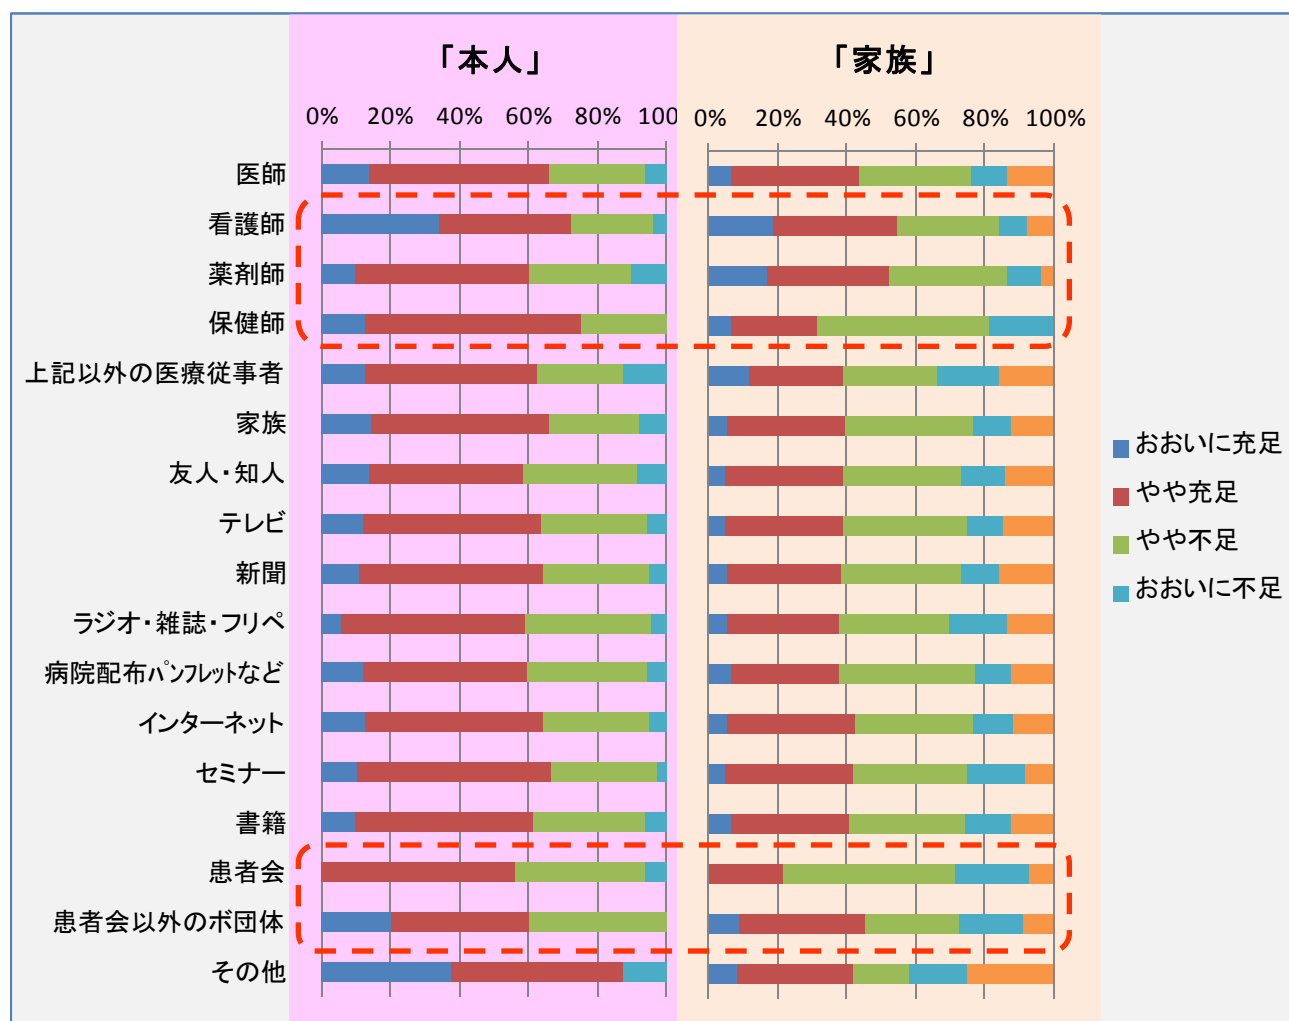 「本人」
「家族」
0% 20% 40% 60% 80% 100
0% 20% 40% 60% 80% 100%
医師
看護師
薬剤師
保健師
上記以外の医療従事者
家族
友人・知人
テレビ
新聞
ラジオ・雑誌・フリペ
病院配布ﾊﾟﾝﾌﾚｯﾄなど
インターネット
セミナー
書籍
患者会
患者会以外のボ団体
その他
おおいに充足
やや充足
やや不足
おおいに不足